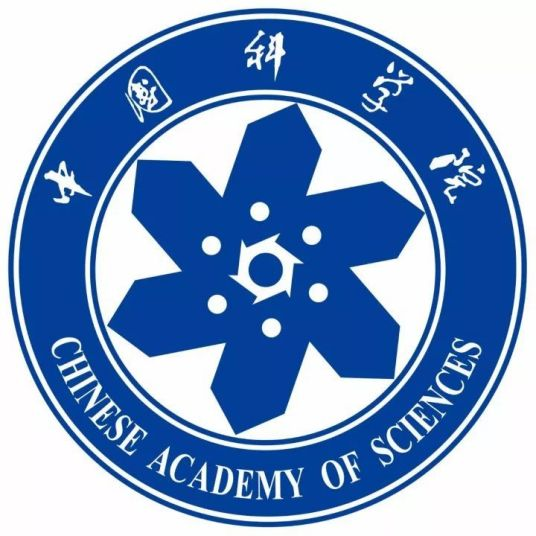 中国科学院
CHINESE ACADEMY OF SCIENCES